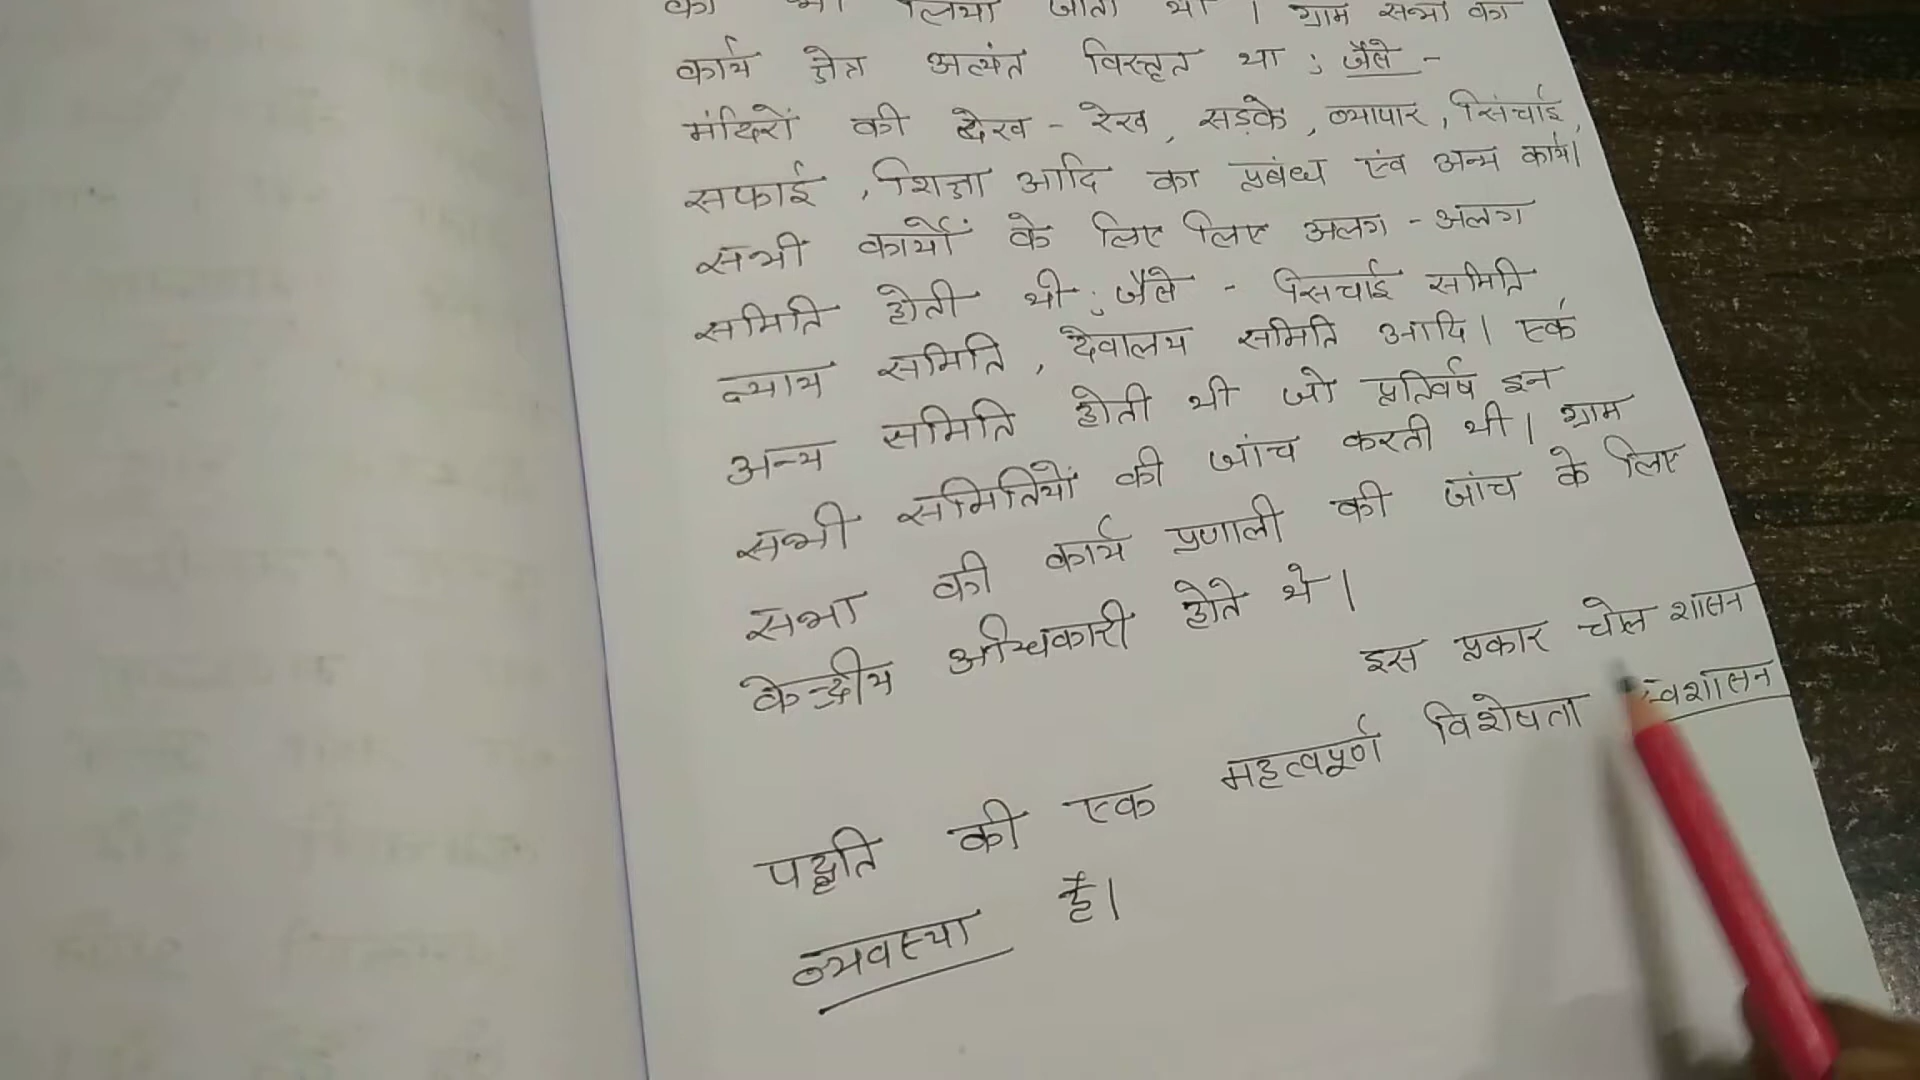 लिया जाता था । ग्राम सभा का
कार्य क्षेत्र अत्यंत विस्तृत था ; जैसे -
मंदिरों की देख - रेख, सड़के, व्यापार, सिंचाई,
सफाई, शिक्षा आदि का प्रबंध एंव अन्य कार्य।
सभी कार्यों के लिए लिए अलग - अलग
समिति होती थी ; जैसे - सिंचाई समिति
न्याय समिति, देवालय समिति आदि। एक
अन्य समिति होती थी जो प्रतिवर्ष इन
सभी समितियों की जांच करती थी। ग्राम
सभा की कार्य प्रणाली की जांच के लिए
केन्द्रीय अधिकारी होते थे।
इस प्रकार चोल शासन
पद्धति की एक महत्वपूर्ण विशेषता स्वशासन
व्यवस्था है।